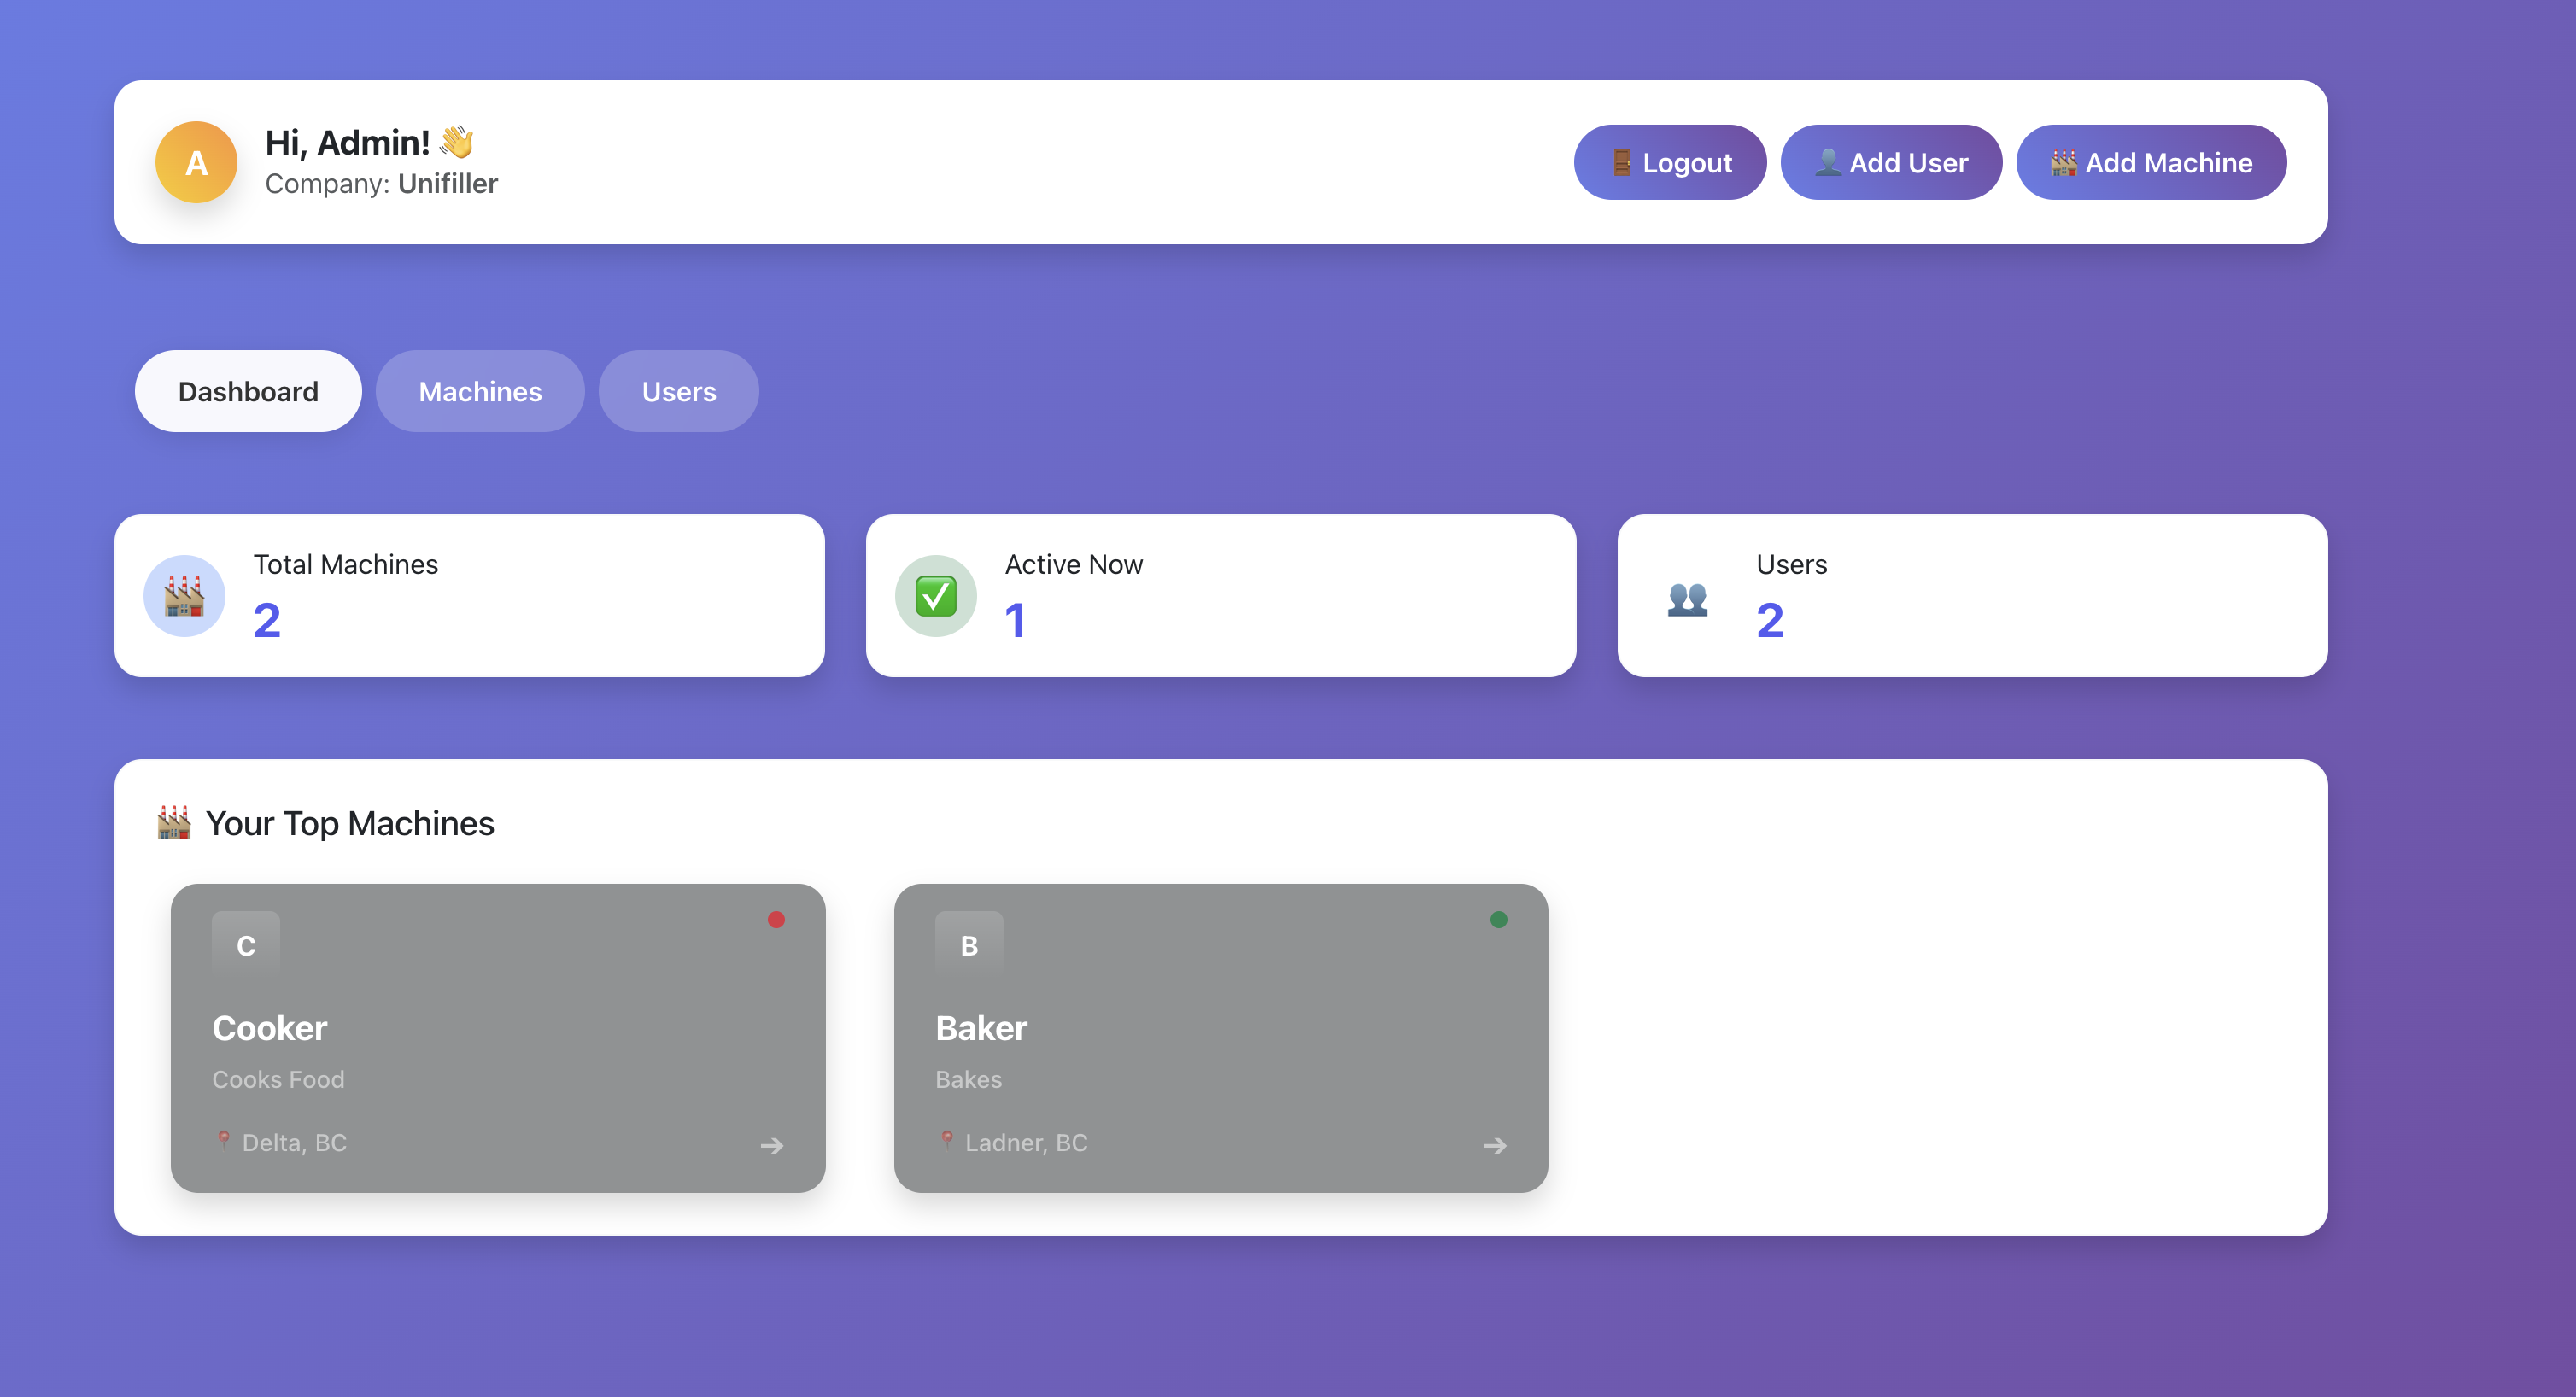 A
Hi, Admin! 👋
Company: Unifiller
🚪 Logout
👤 Add User
🏭 Add Machine
Dashboard
Machines
Users
Total Machines
2
Active Now
1
Users
2
🏭 Your Top Machines
C
Cooker
Cooks Food
📍 Delta, BC →
B
Baker
Bakes
📍 Ladner, BC →